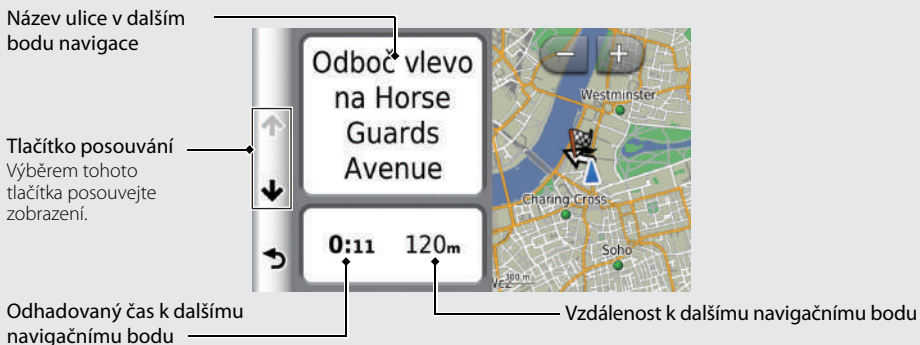 Název ulice v dalším
bodu navigace
Tlačítko posouvání
Výběrem tohoto
tlačítka posouvejte
zobrazení.
Odboč vlevo
na Horse
Guards
Avenue
0:11
120m
Westminster
Charing Cross
Soho
300 m
Odhadovaný čas k dalšímu
navigačnímu bodu
Vzdálenost k dalšímu navigačnímu bodu